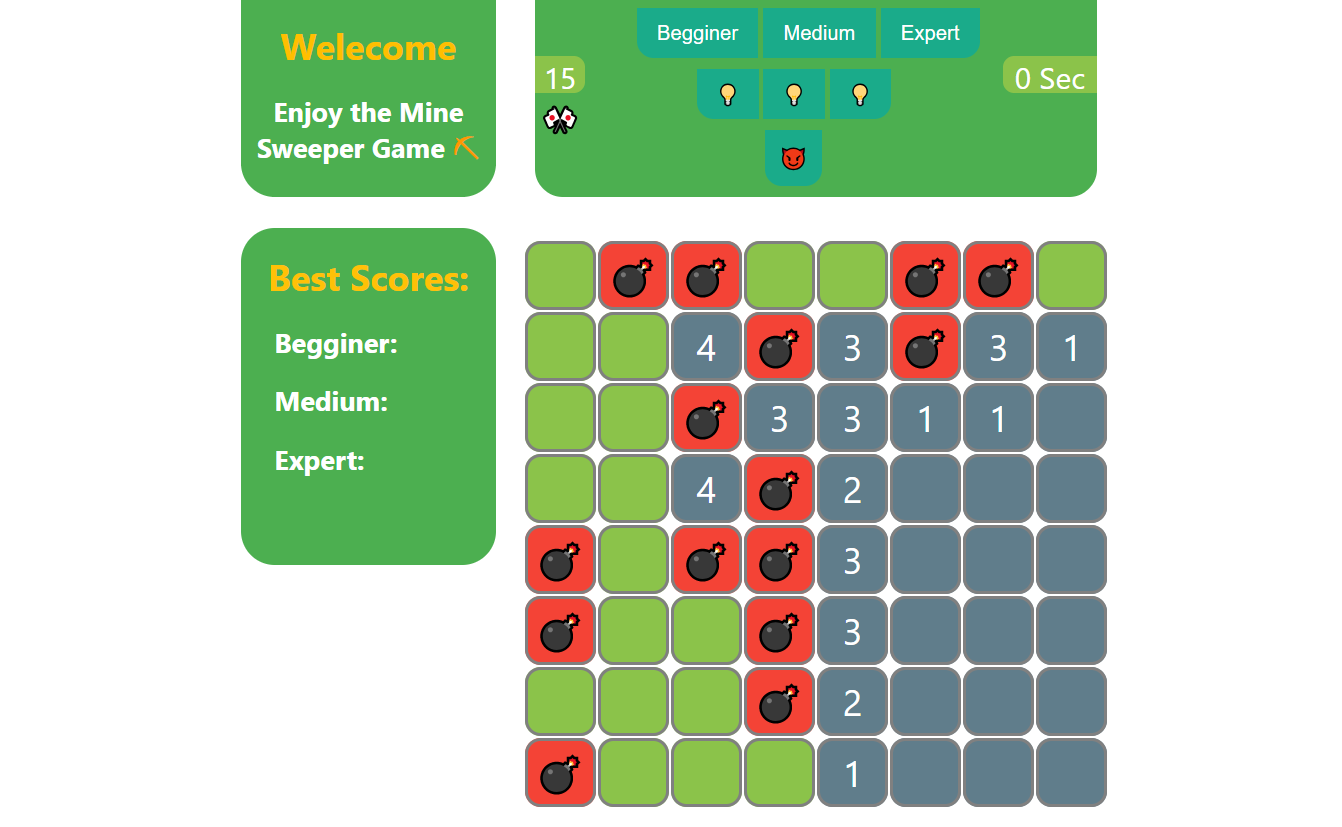 Welecome
Enjoy the Mine
Sweeper Game
Begginer Medium Expert
15
0 Sec
Best Scores:
Begginer:
Medium:
Expert:
4 3 3 1
3 3 1 1
4 2
3
3
2
1